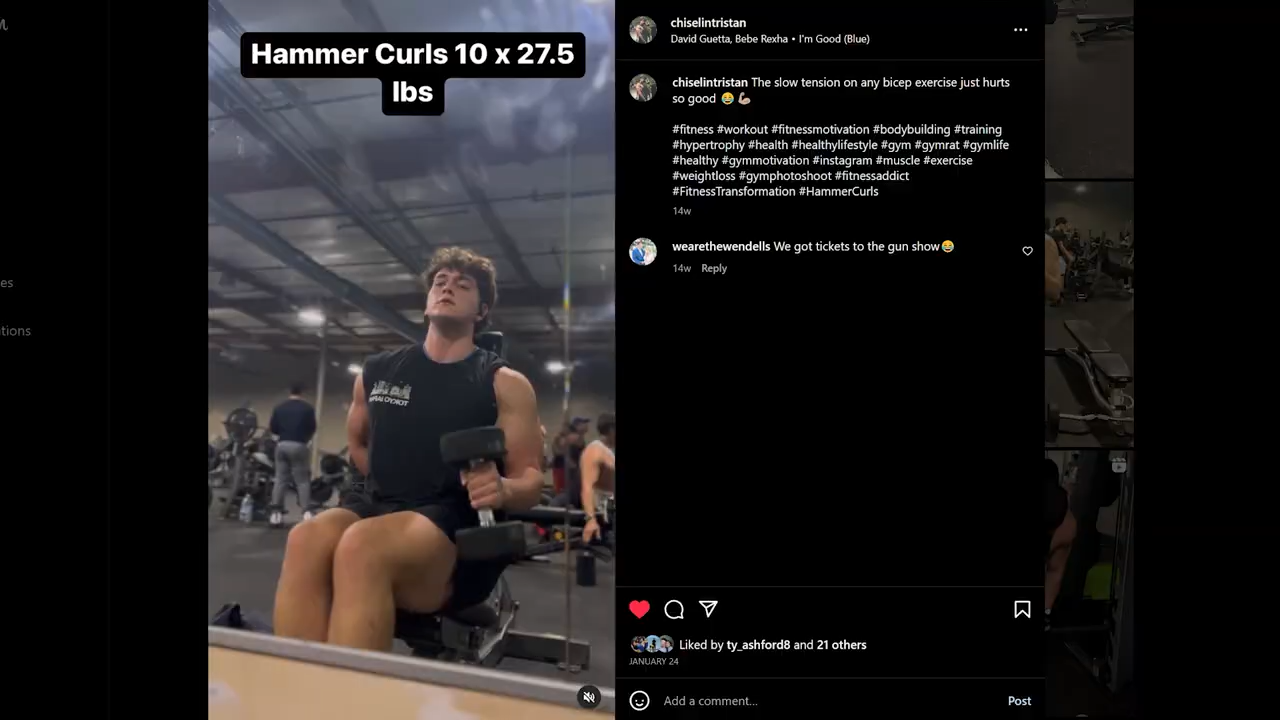 Hammer Curls 10 x 27.5
lbs
chiselintristan
David Guetta, Bebe Rexha • I'm Good (Blue)
chiselintristan The slow tension on any bicep exercise just hurts
so good 😂 💪🏼
#fitness #workout #fitnessmotivation #bodybuilding #training
#hypertrophy #health #healthylifestyle #gym #gymrat #gymlife
#healthy #gymmotivation #instagram #muscle #exercise
#weightloss #gymphotoshoot #fitnessaddict
#FitnessTransformation #HammerCurls
14w
wearethewendells We got tickets to the gun show😂
14w Reply
Liked by ty_ashford8 and 21 others
JANUARY 24
Add a comment...
Post
es
tions